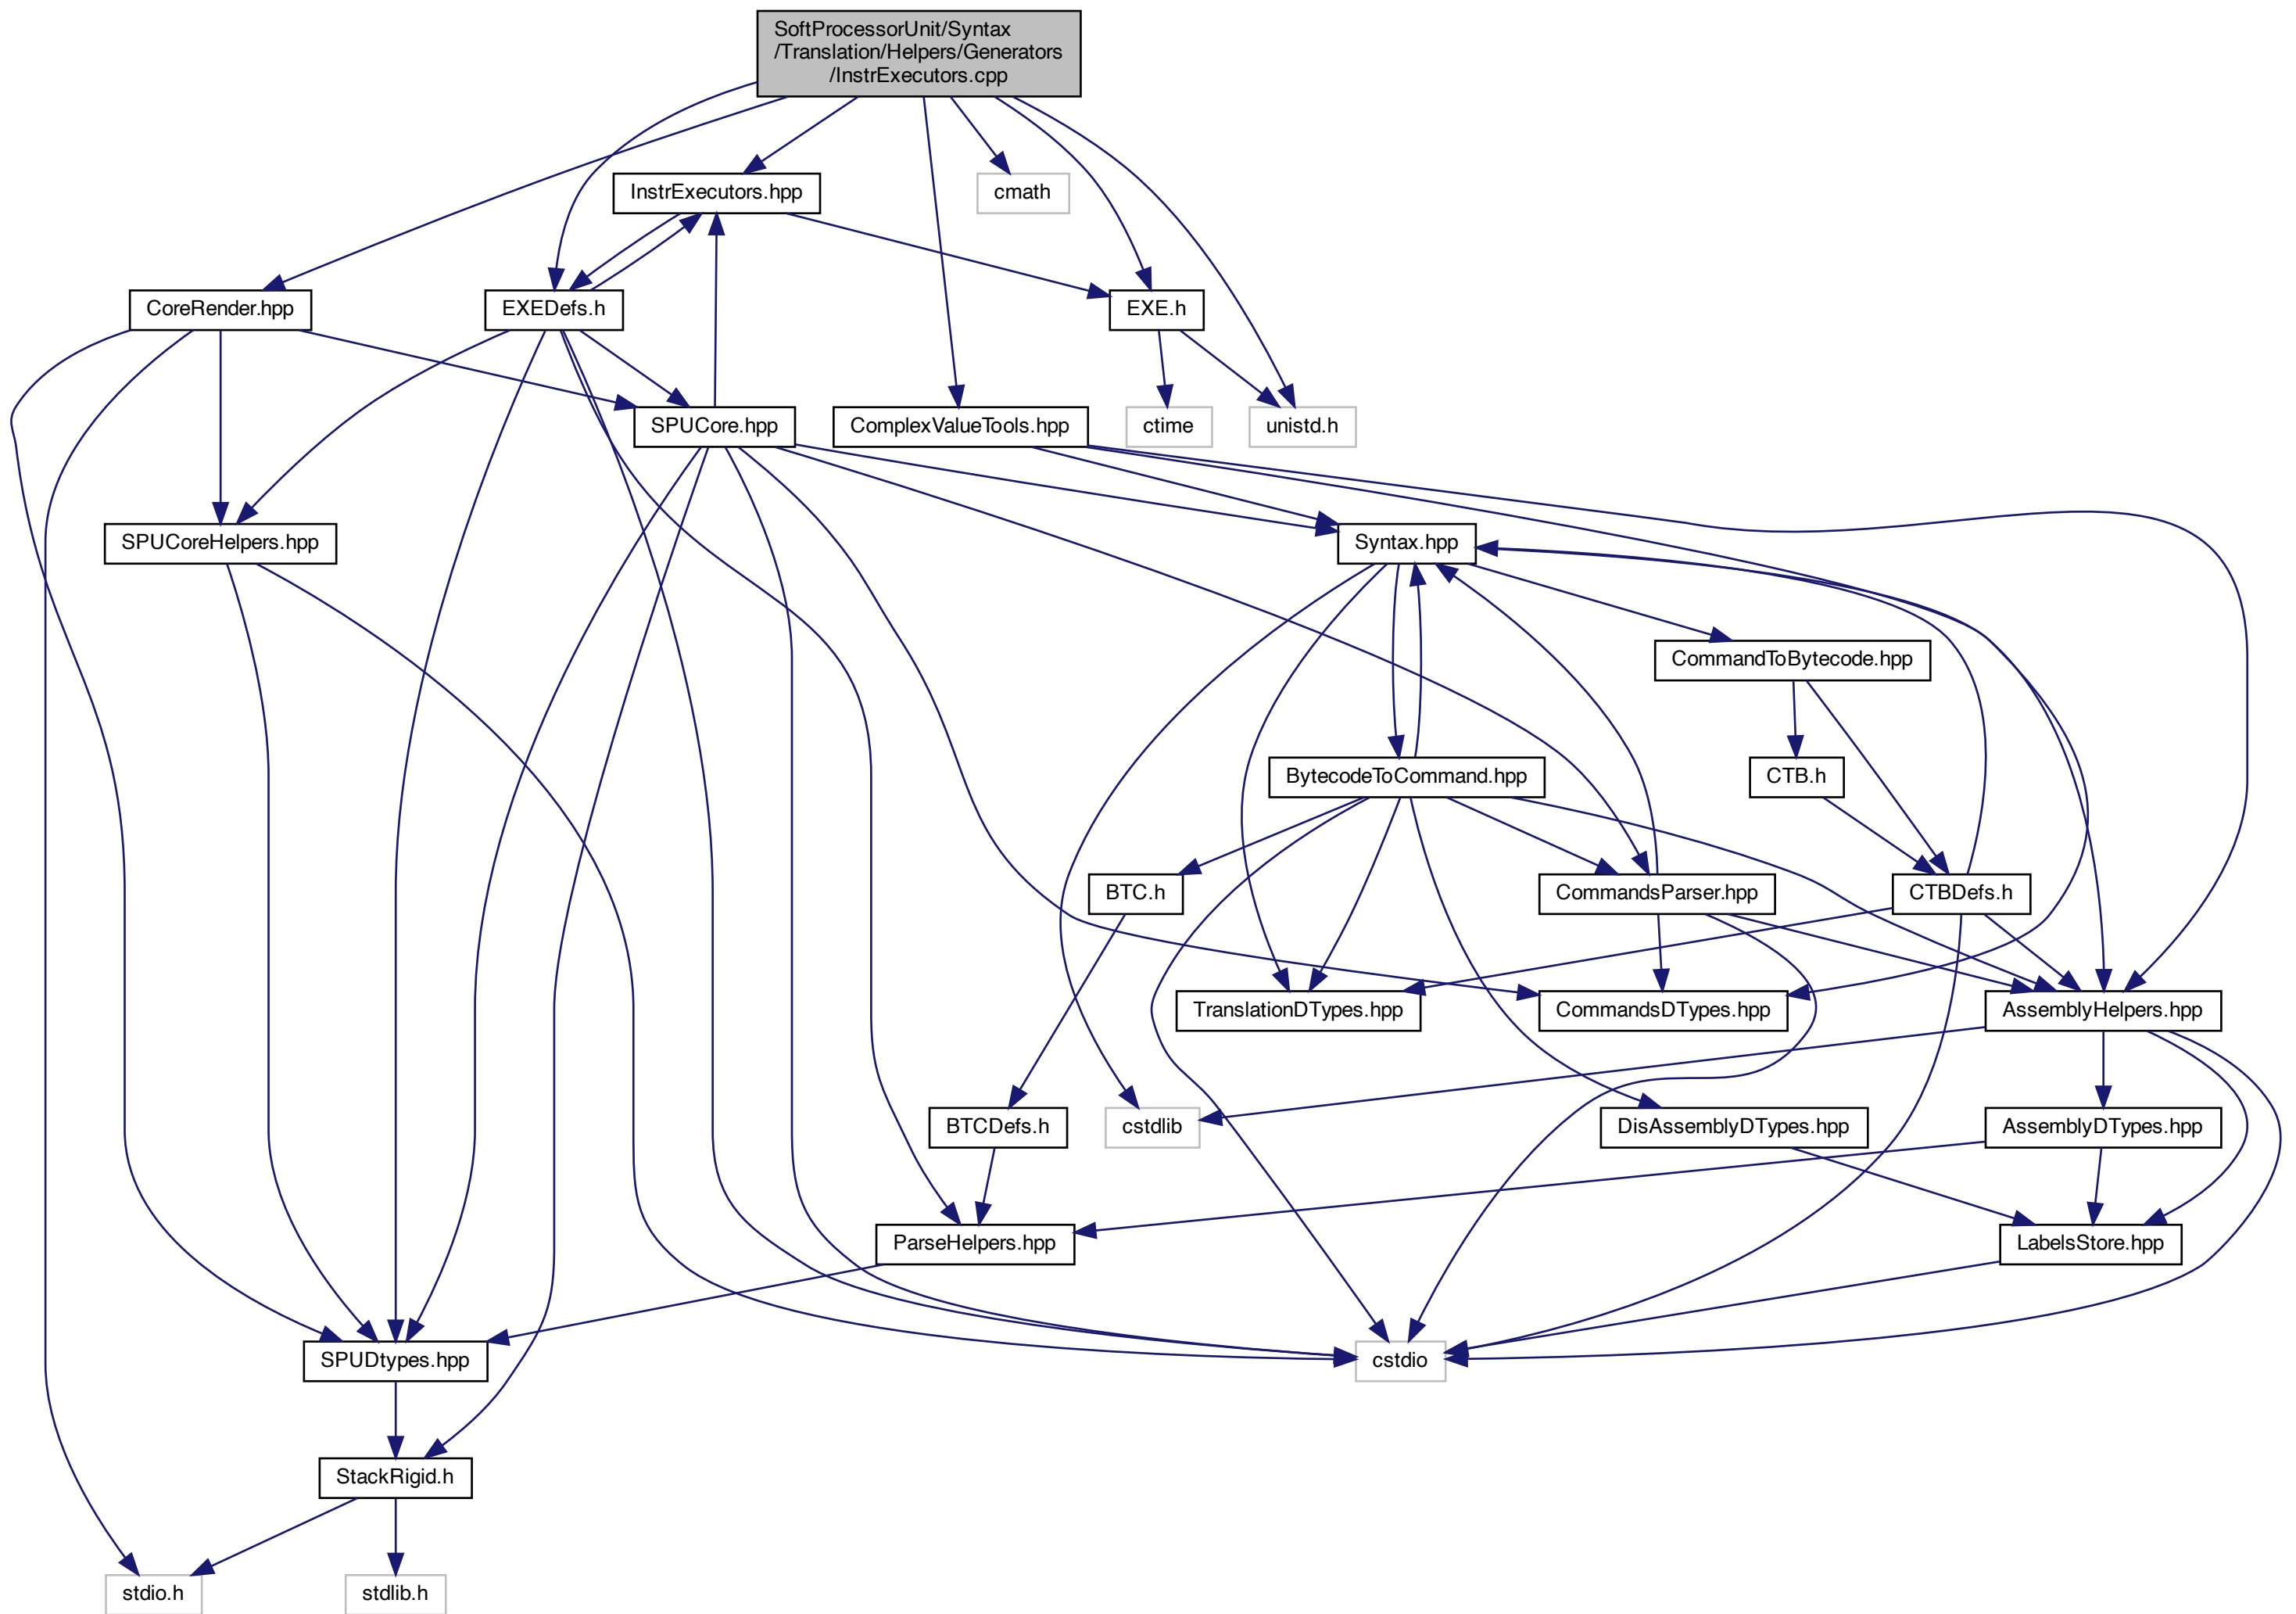 SoftProcessorUnit/Syntax
/Translation/Helpers/Generators
/InstrExecutors.cpp
InstrExecutors.hpp
cmath
CoreRender.hpp
EXEDefs.h
EXE.h
SPUCore.hpp
ComplexValueTools.hpp
ctime
unistd.h
SPUCoreHelpers.hpp
Syntax.hpp
CommandToBytecode.hpp
BytecodeToCommand.hpp
CTB.h
BTC.h
CommandsParser.hpp
CTBDefs.h
TranslationDTypes.hpp
CommandsDTypes.hpp
AssemblyHelpers.hpp
BTCDefs.h
cstdlib
DisAssemblyDTypes.hpp
AssemblyDTypes.hpp
ParseHelpers.hpp
LabelsStore.hpp
SPUDtypes.hpp
cstdio
StackRigid.h
stdio.h
stdlib.h